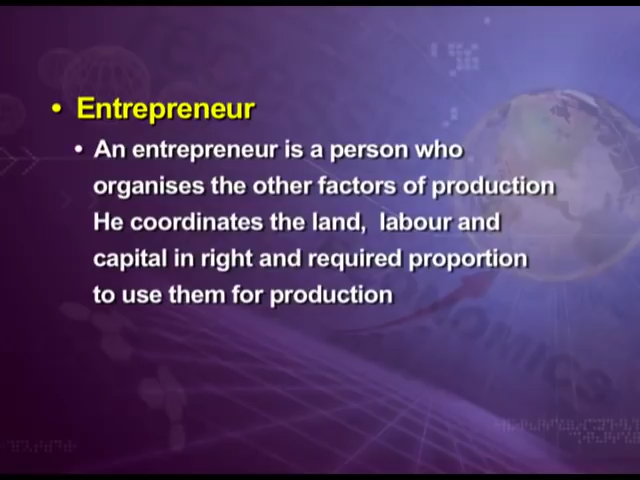 • Entrepreneur
• An entrepreneur is a person who
organises the other factors of production
He coordinates the land, labour and
capital in right and required proportion
to use them for production